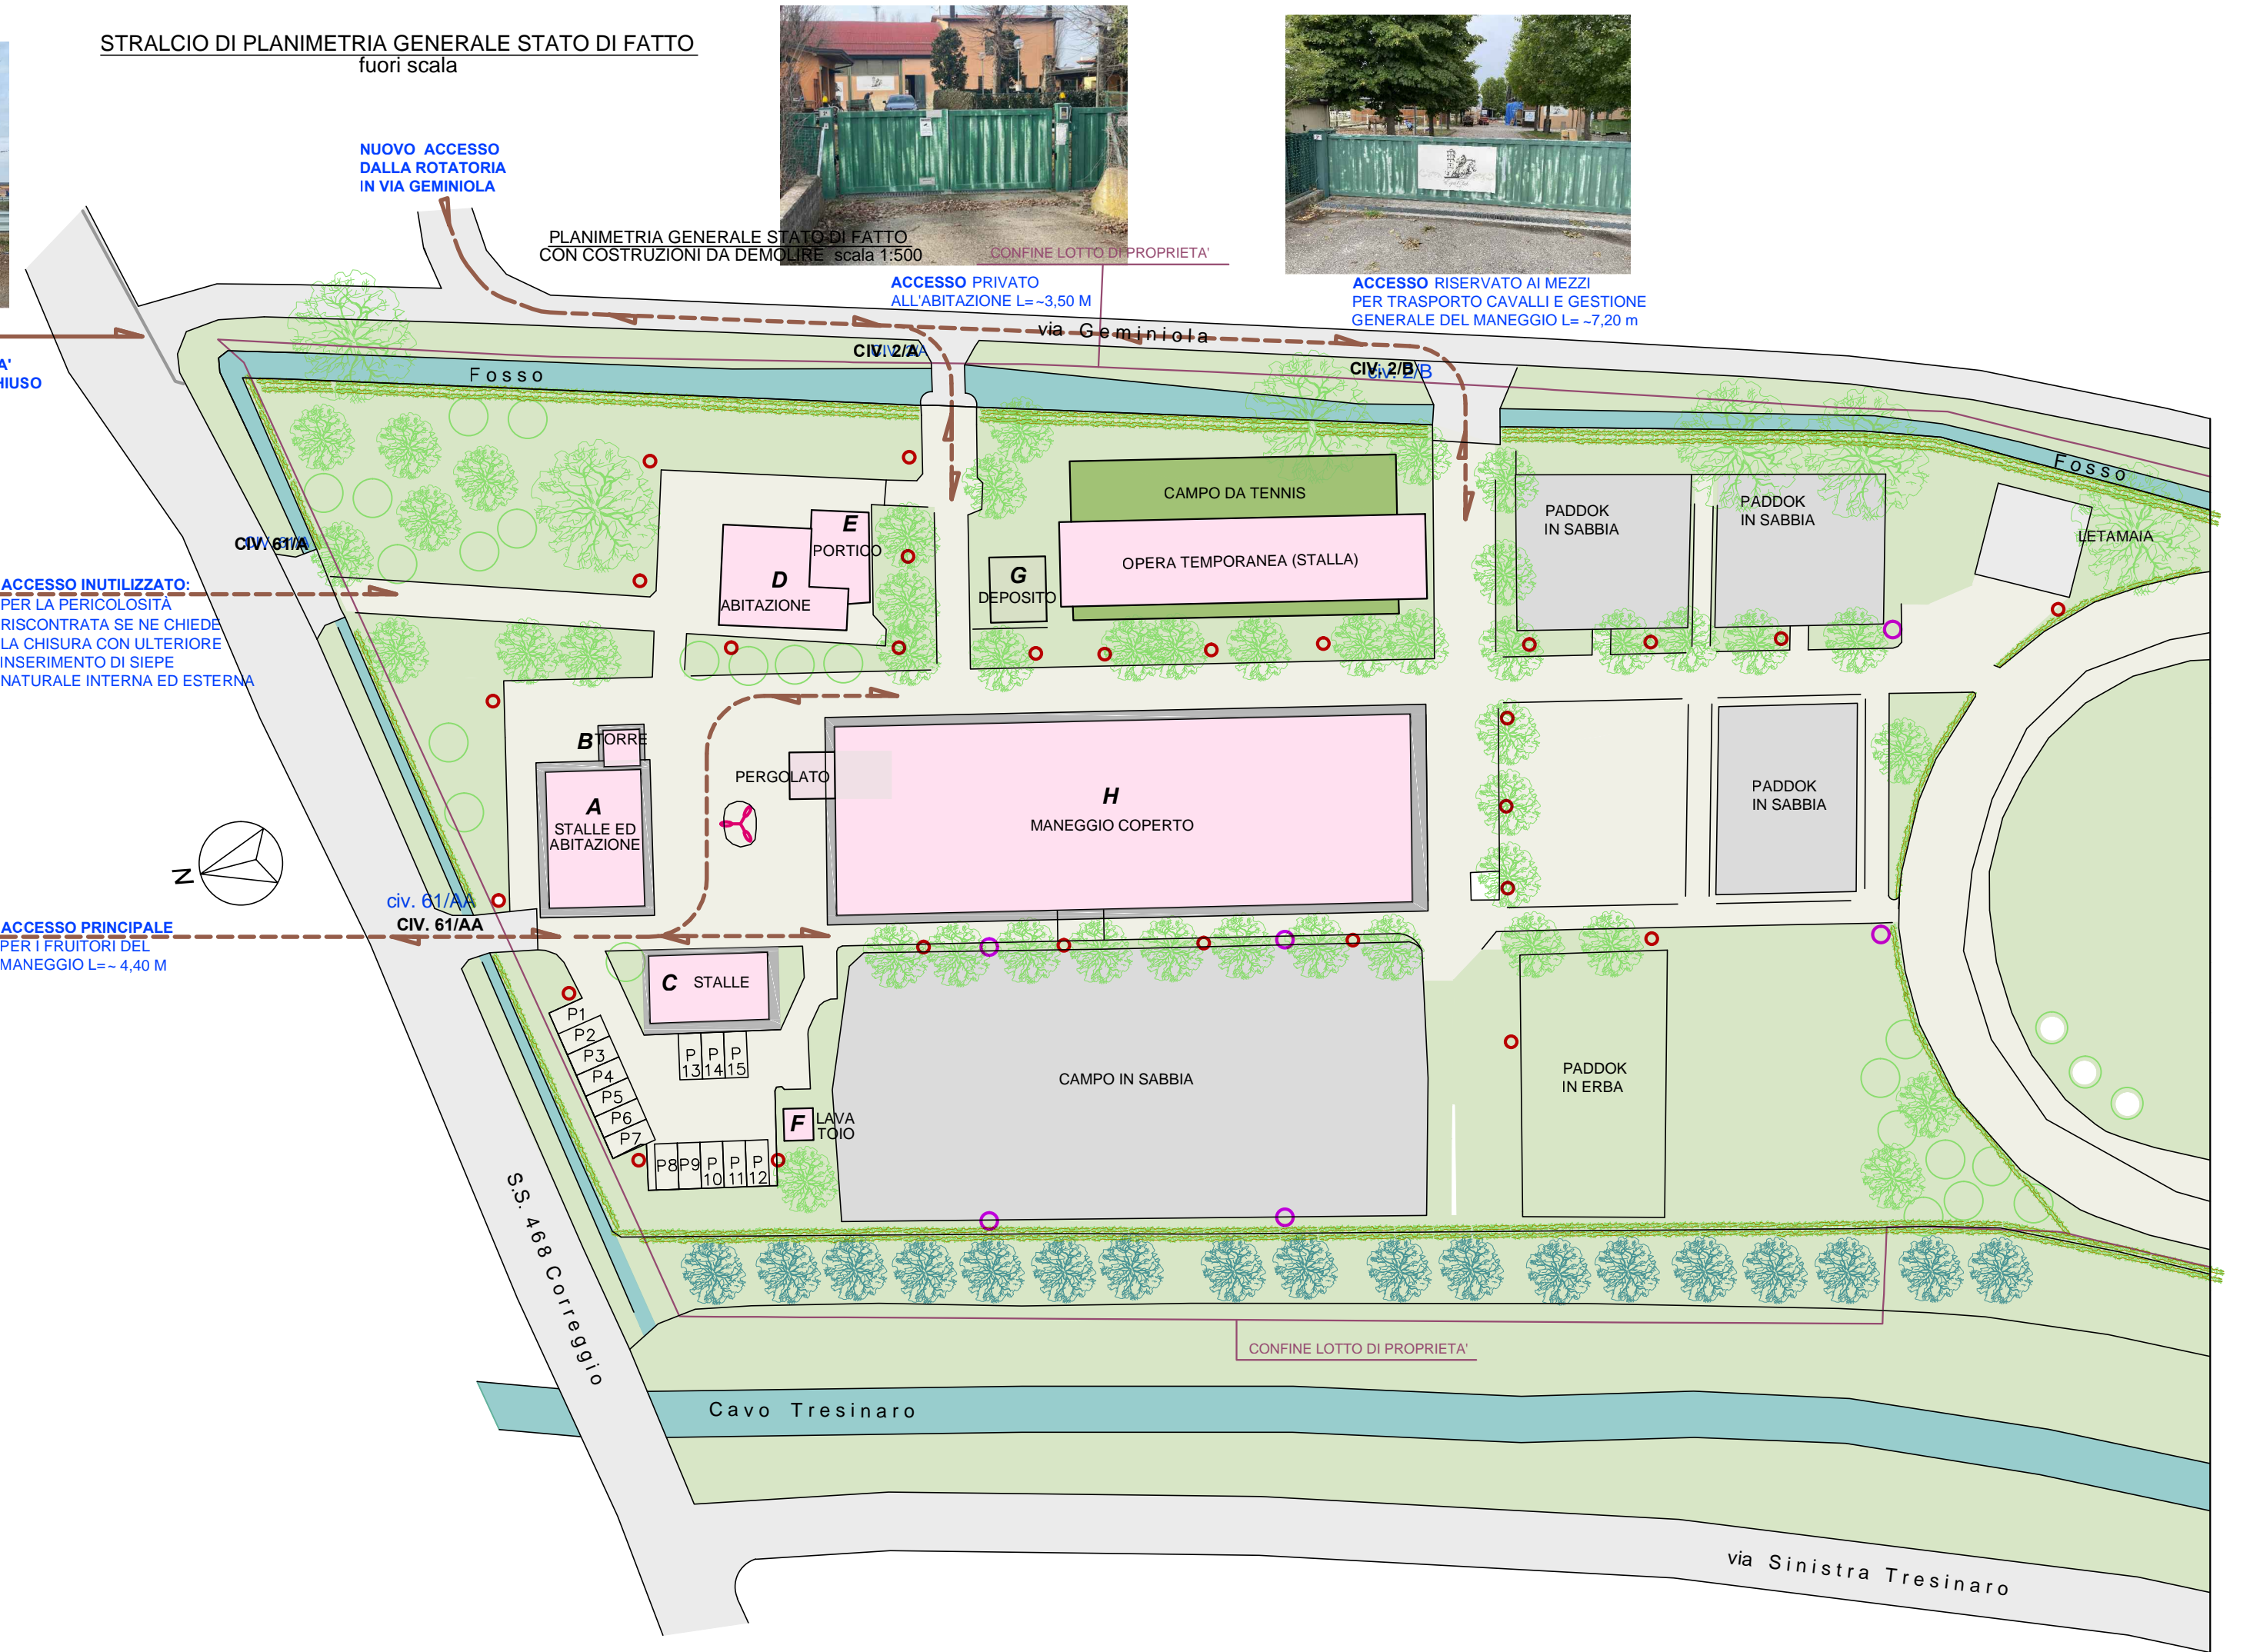 STRALCIO DI PLANIMETRIA GENERALE STATO DI FATTO
fuori scala
NUOVO ACCESSO
DALLA ROTATORIA
IN VIA GEMINIOLA
PLANIMETRIA GENERALE STATO DI FATTO
CON COSTRUZIONI DA DEMOLIRE scala 1:500
CONFINE LOTTO DI PROPRIETA'
ACCESSO PRIVATO
ALL'ABITAZIONE L=~3,50 M
ACCESSO RISERVATO AI MEZZI
PER TRASPORTO CAVALLI E GESTIONE
GENERALE DEL MANEGGIO L= ~7,20 m
via Geminiola
CIV. 2/A
CIV. 2/B
civ. 2/B
A'
HIUSO
Fosso
Fosso
CIV. 61/A
ACCESSO INUTILIZZATO:
PER LA PERICOLOSITÀ
RISCONTRATA SE NE CHIEDE
LA CHISURA CON ULTERIORE
INSERIMENTO DI SIEPE
NATURALE INTERNA ED ESTERNA
E
PORTICO
D
ABITAZIONE
G
DEPOSITO
CAMPO DA TENNIS
OPERA TEMPORANEA (STALLA)
PADDOK
IN SABBIA
PADDOK
IN SABBIA
LETAMAIA
B
TORRE
A
STALLE ED
ABITAZIONE
PERGOLATO
H
MANEGGIO COPERTO
PADDOK
IN SABBIA
N
civ. 61/AA
CIV. 61/AA
ACCESSO PRINCIPALE
PER I FRUITORI DEL
MANEGGIO L=~ 4,40 M
C STALLE
P1
P2
P3
P4
P5
P6
P7
P8
P9
P
10
P
11
P
12
P
13
P
14
P
15
F
LAVA
TOIO
CAMPO IN SABBIA
PADDOK
IN ERBA
S.S. 468 Correggio
CONFINE LOTTO DI PROPRIETA'
Cavo Tresinaro
via Sinistra Tresinaro